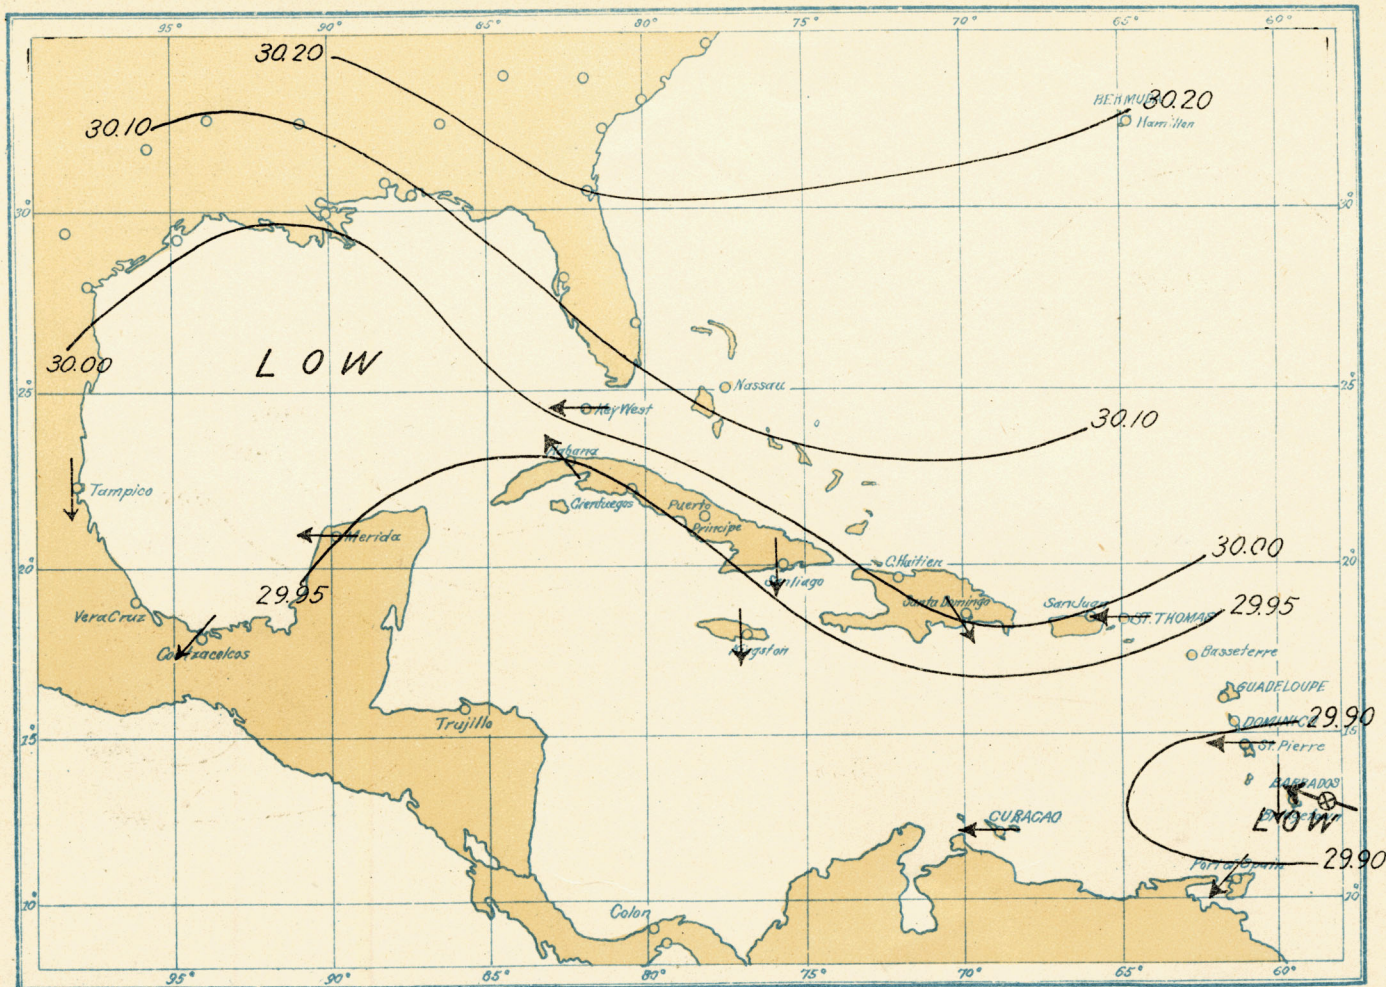 95° 90° 85° 80° 75° 70° 65° 60°
30.20
BERMUDA 30.20
Hamilton
30.10
30° 30°
30.00
LOW
25° 25°
Nassau
Key West
30.10
Habana
Tampico
Cienfuegos
Puerto
Principe
Merida
30.00
20° 20°
C. Haitien
Santiago
29.95
29.95
Vera Cruz
Santa Domingo
San Juan
ST. THOMAS
Coatzacolcos
Kingston
Basseterre
GUADELOUPE
Trujillo
DOMINICA 29.90
15° 15°
St. Pierre
BARBADOS
Bridgetown
CURACAO
LOW
Port of Spain 29.90
10° 10°
Colon
95° 90° 85° 80° 75° 70° 65° 60°